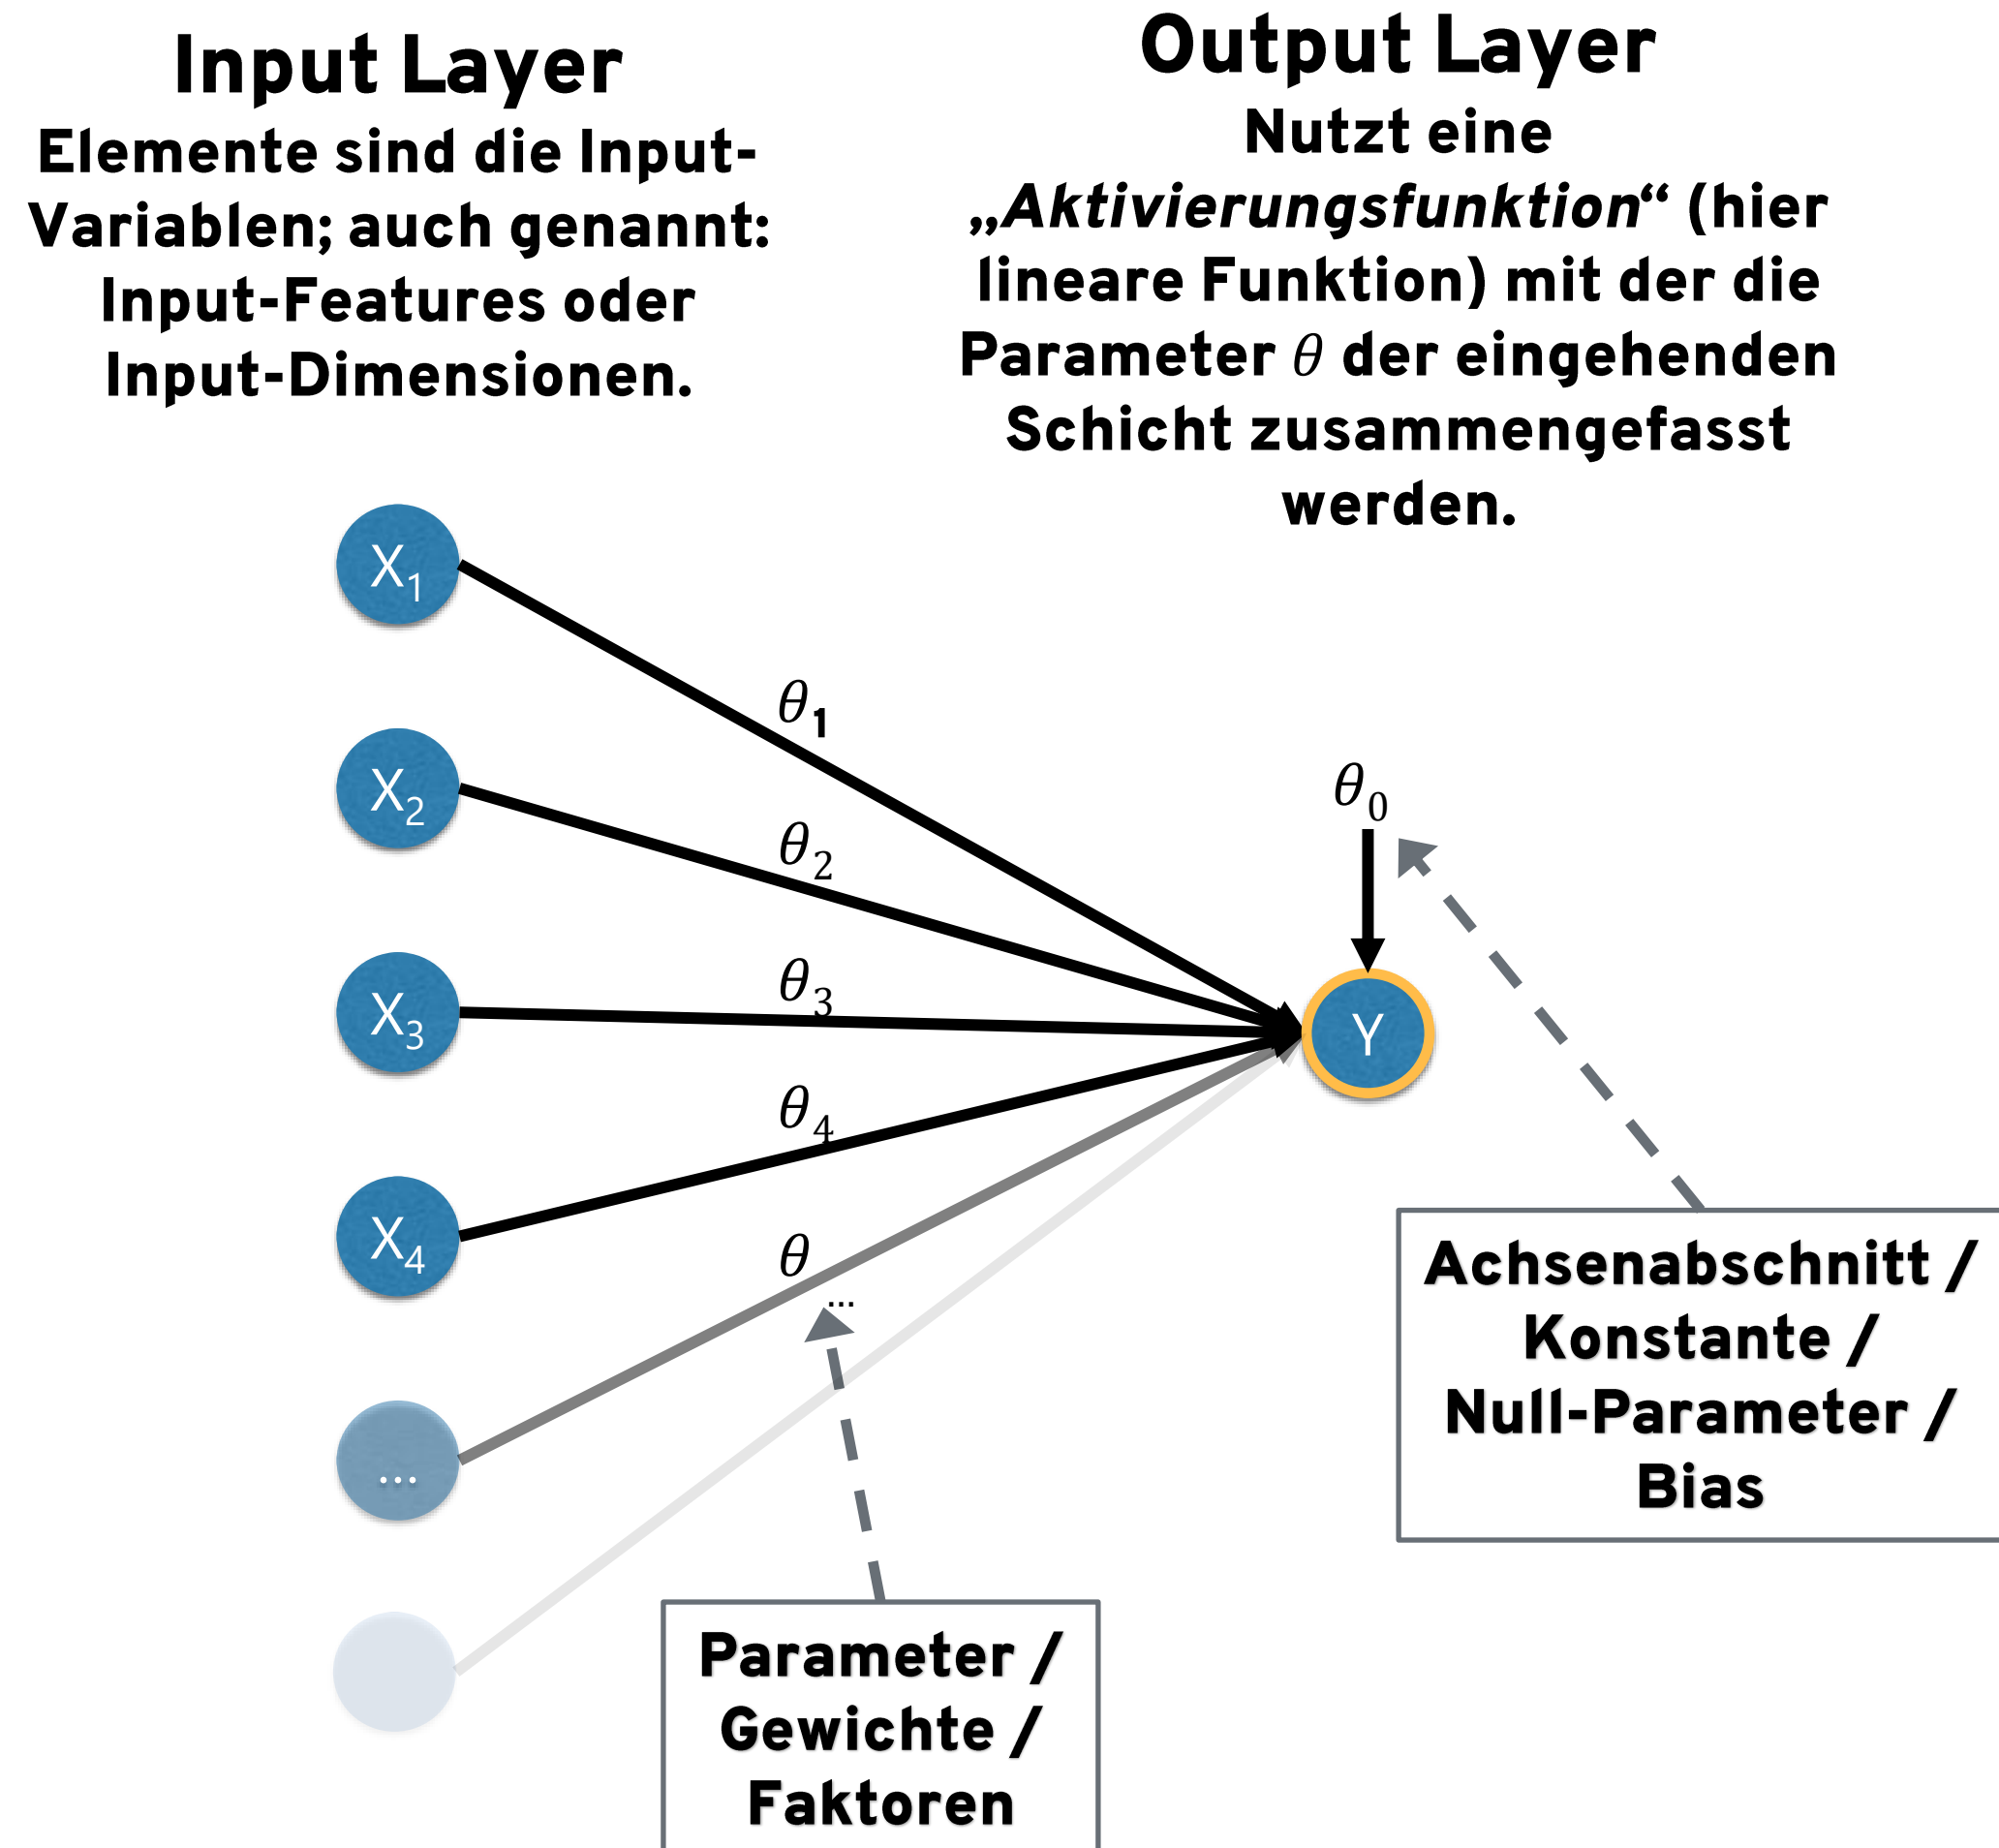 Input Layer
Elemente sind die Input-
Variablen; auch genannt:
Input-Features oder
Input-Dimensionen.
Output Layer
Nutzt eine
„Aktivierungsfunktion“ (hier
lineare Funktion) mit der die
Parameter θ der eingehenden
Schicht zusammengefasst
werden.
X₁
θ₁
X₂
θ₂
θ₀
X₃
θ₃
Y
X₄
θ₄
θ...
...
Achsenabschnitt /
Konstante /
Null-Parameter /
Bias
Parameter /
Gewichte /
Faktoren